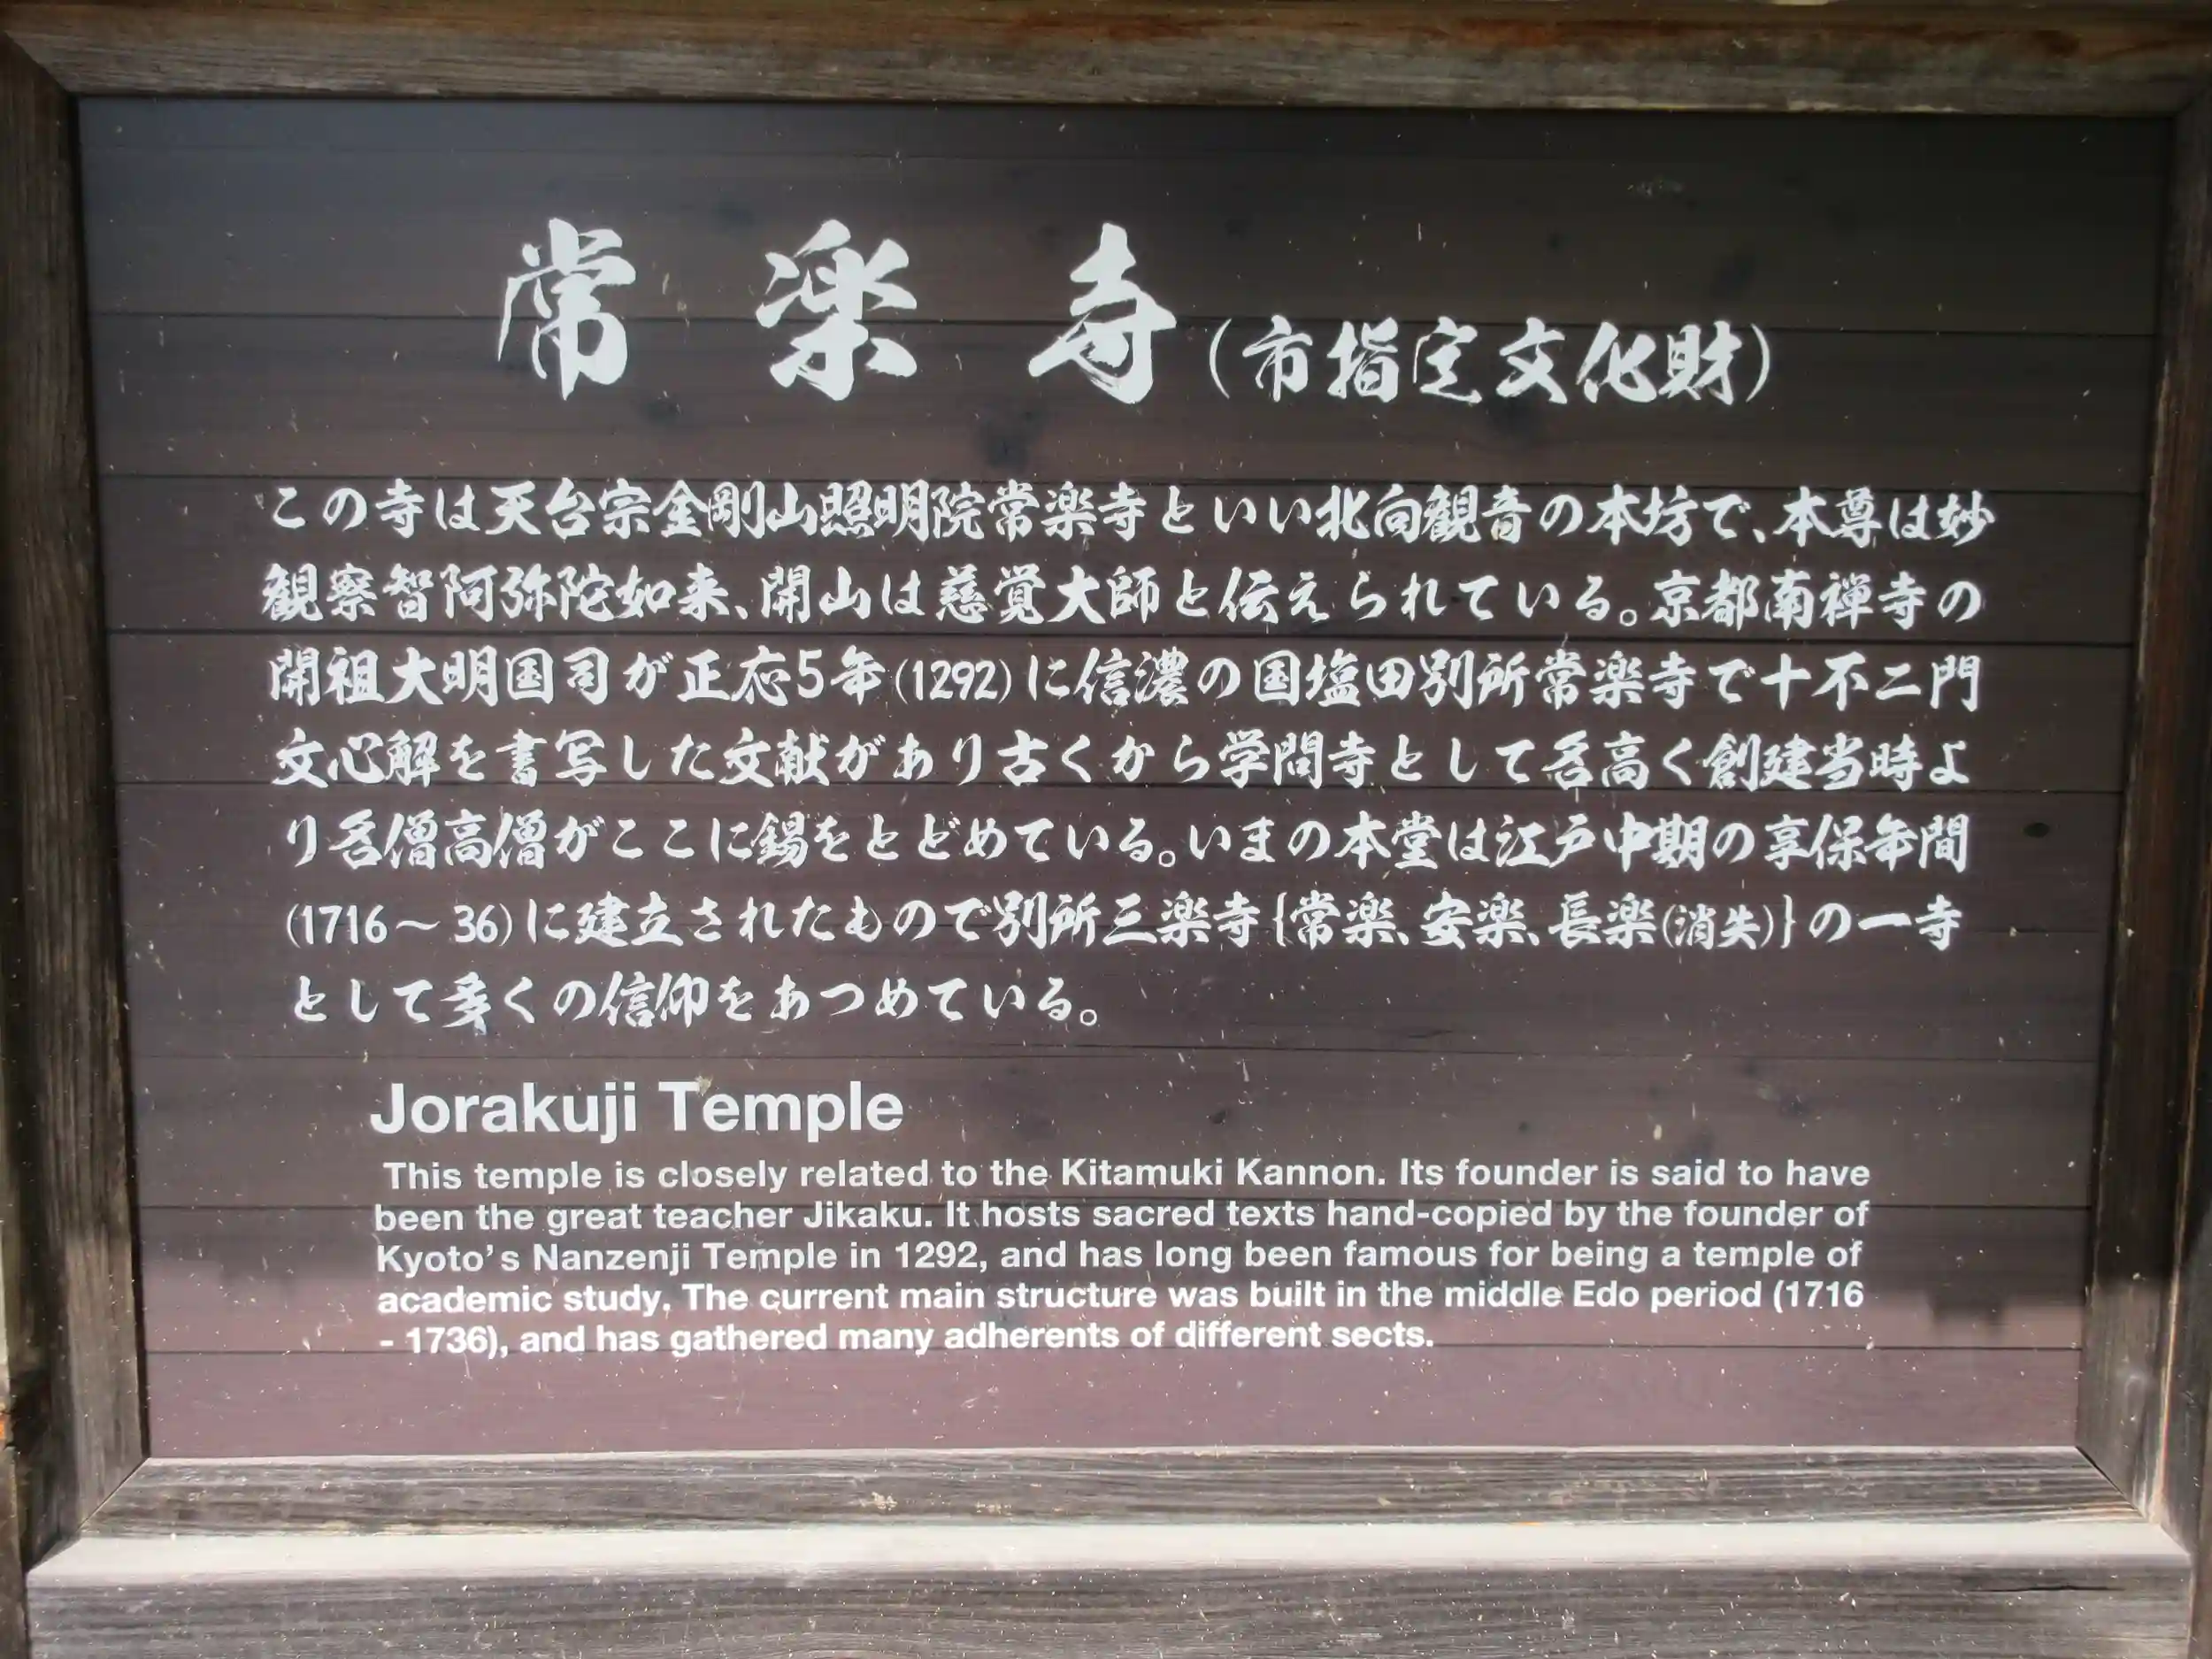 常楽寺(市指定文化財)
この寺は天台宗金剛山照明院常楽寺といい北向観音の本坊で、本尊は妙
観察智阿弥陀如来、開山は慈覚大師と伝えられている。京都南禅寺の
開祖大明国司が正応5年(1292)に信濃の国塩田別所常楽寺で十不二門
文心解を書写した文献があり古くから学問寺として名高く創建当時よ
り名僧高僧がここに錫をとどめている。いまの本堂は江戸中期の享保年間
(1716～36)に建立されたもので別所三楽寺{常楽、安楽、長楽(消失)}の一寺
として多くの信仰をあつめている。
Jorakuji Temple
This temple is closely related to the Kitamuki Kannon. Its founder is said to have
been the great teacher Jikaku. It hosts sacred texts hand-copied by the founder of
Kyoto's Nanzenji Temple in 1292, and has long been famous for being a temple of
academic study. The current main structure was built in the middle Edo period (1716
- 1736), and has gathered many adherents of different sects.